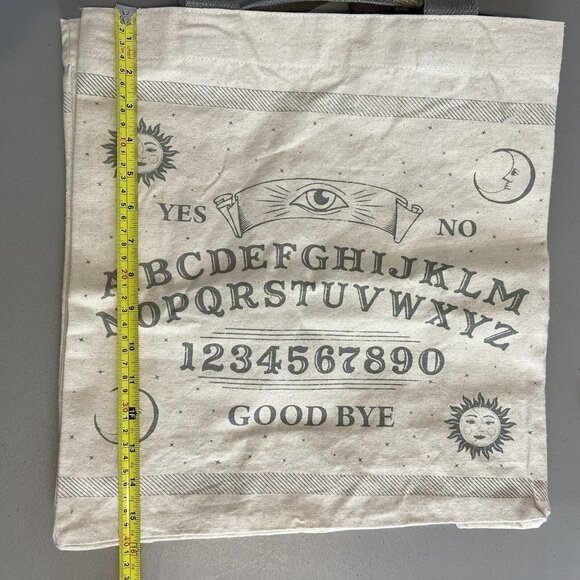 YES
NO
ABCDEFGHIJKLM
NOPQRSTUVWXYZ
1234567890
GOOD BYE